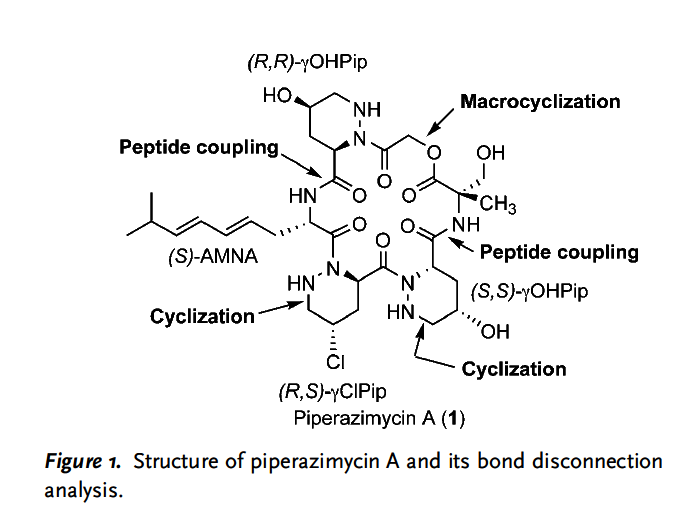 (R,R)-γOHPip
HO
NH
Macrocyclization
N
O
OH
Peptide coupling
O
O
HN
O
CH3
O
O
NH
(S)-AMNA
O
Peptide coupling
N
N
HN
(S,S)-γOHPip
HN
Cyclization
OH
Cl
Cyclization
(R,S)-γClPip
Piperazimycin A (1)
Figure 1. Structure of piperazimycin A and its bond disconnection
analysis.